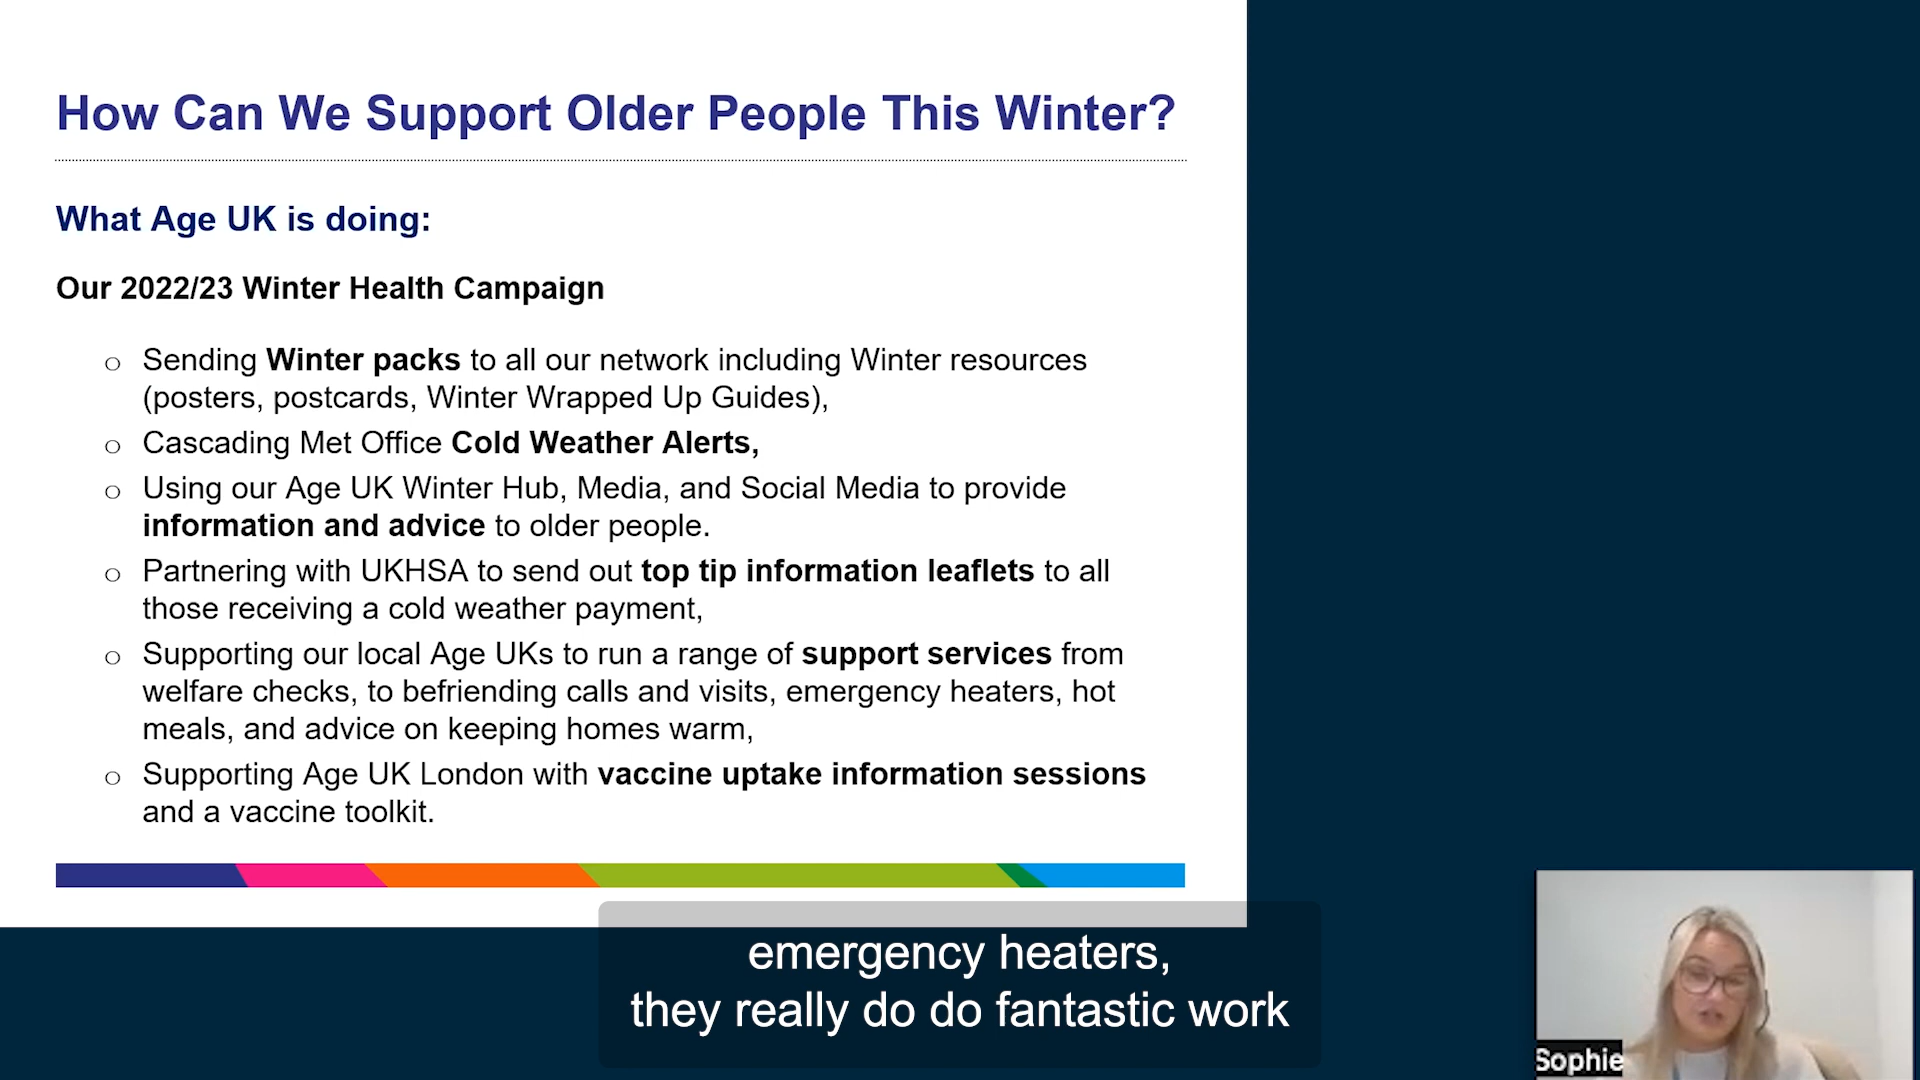 How Can We Support Older People This Winter?
What Age UK is doing:
Our 2022/23 Winter Health Campaign
o Sending Winter packs to all our network including Winter resources
(posters, postcards, Winter Wrapped Up Guides),
o Cascading Met Office Cold Weather Alerts,
o Using our Age UK Winter Hub, Media, and Social Media to provide
information and advice to older people.
o Partnering with UKHSA to send out top tip information leaflets to all
those receiving a cold weather payment,
o Supporting our local Age UKs to run a range of support services from
welfare checks, to befriending calls and visits, emergency heaters, hot
meals, and advice on keeping homes warm,
o Supporting Age UK London with vaccine uptake information sessions
and a vaccine toolkit.
emergency heaters,
they really do do fantastic work
Sophie